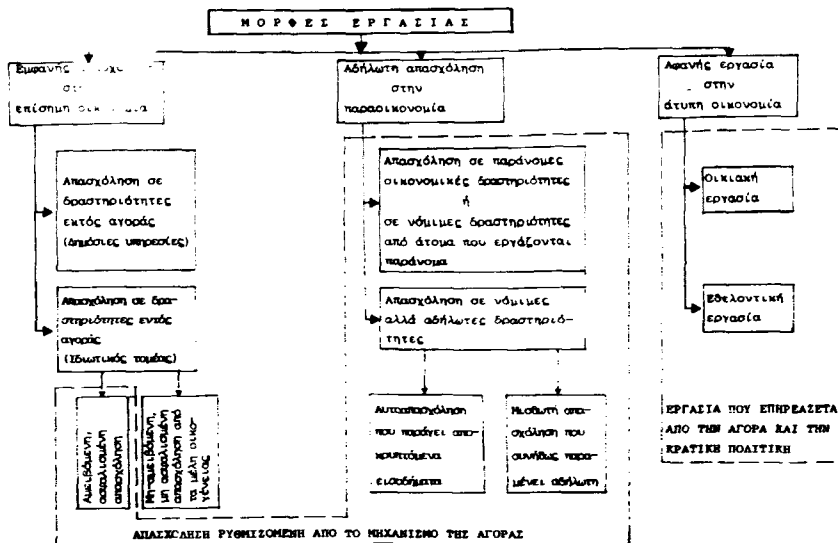 ΜΟΡΦΕΣ ΕΡΓΑΣΙΑΣ
Εμφανής
επίσημη
Αδήλωτη απασχόληση
στην
παραοικονομία
Αφανής εργασία
στην
άτυπη οικονομία
Απασχόληση σε
δραστηριότητες
εκτός αγοράς
(Δημόσιες υπηρεσίες)
Απασχόληση σε δρα-
στηριότητες εντός
αγοράς
(Ιδιωτικός τομέας)
Αμειβόμενη,
ασφαλισμένη
απασχόληση
Μη-αμειβόμενη,
μη ασφαλισμένη
απασχόληση από
τα μέλη οικο-
γένειας
Απασχόληση σε παράνομες
οικονομικές δραστηριότητες
ή
σε νόμιμες δραστηριότητες
από άτομα που εργάζονται
παράνομα
Απασχόληση σε νόμιμες
αλλά αδήλωτες δραστηριό-
τητες
Αυτοαπασχόληση
που παράγει απο-
κρυπτόμενα
εισοδήματα
Μισθωτή απα-
σχόληση που
συνήθως παρα-
μένει αδήλωτη
Οικιακή
εργασία
Εθελοντική
εργασία
ΕΡΓΑΣΙΑ ΠΟΥ ΕΠΗΡΕΑΖΕΤΑ
ΑΠΟ ΤΗΝ ΑΓΟΡΑ ΚΑΙ ΤΗΝ
ΚΡΑΤΙΚΗ ΠΟΛΙΤΙΚΗ
ΑΠΑΣΧΟΛΗΣΗ ΡΥΘΜΙΖΟΜΕΝΗ ΑΠΟ ΤΟ ΜΗΧΑΝΙΣΜΟ ΤΗΣ ΑΓΟΡΑΣ